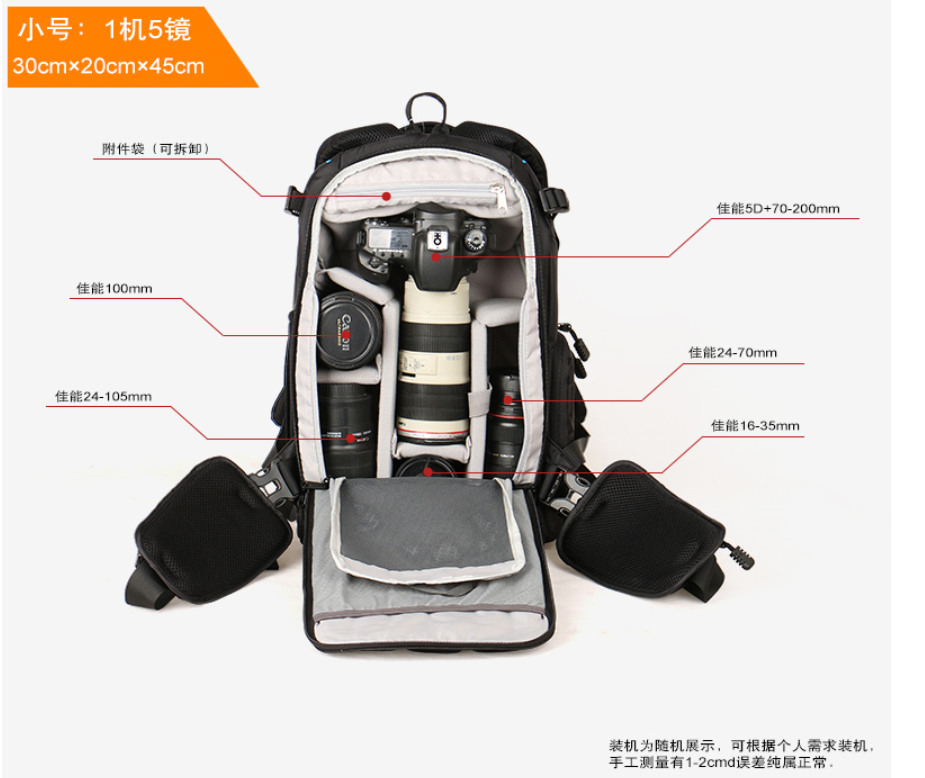 小号：1机5镜
30cm×20cm×45cm
附件袋（可拆卸）
佳能5D+70-200mm
佳能100mm
Canon
佳能24-70mm
佳能24-105mm
佳能16-35mm
装机为随机展示，可根据个人需求装机，
手工测量有1-2cmd误差纯属正常．